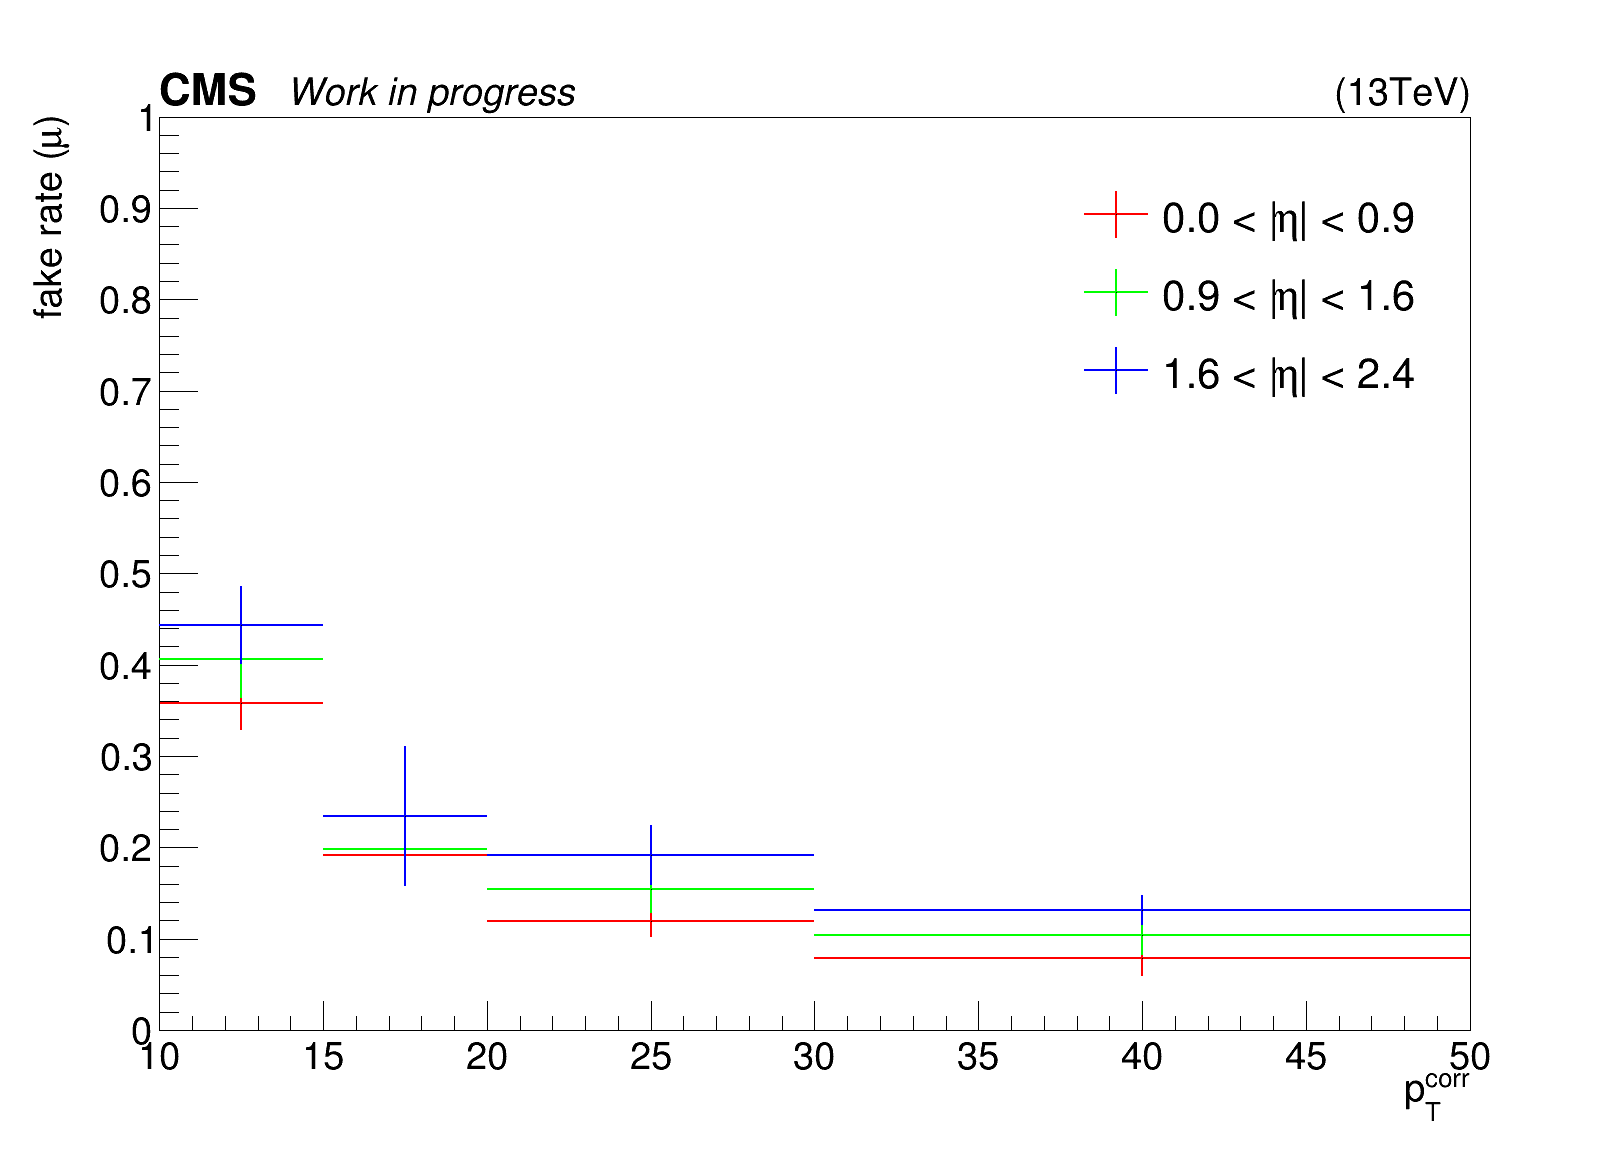 CMS Work in progress (13TeV)
fake rate (μ)
1
0.9
0.8
0.7
0.6
0.5
0.4
0.3
0.2
0.1
0
0.0 < |η| < 0.9
0.9 < |η| < 1.6
1.6 < |η| < 2.4
10 15 20 25 30 35 40 45 50
p_T^corr